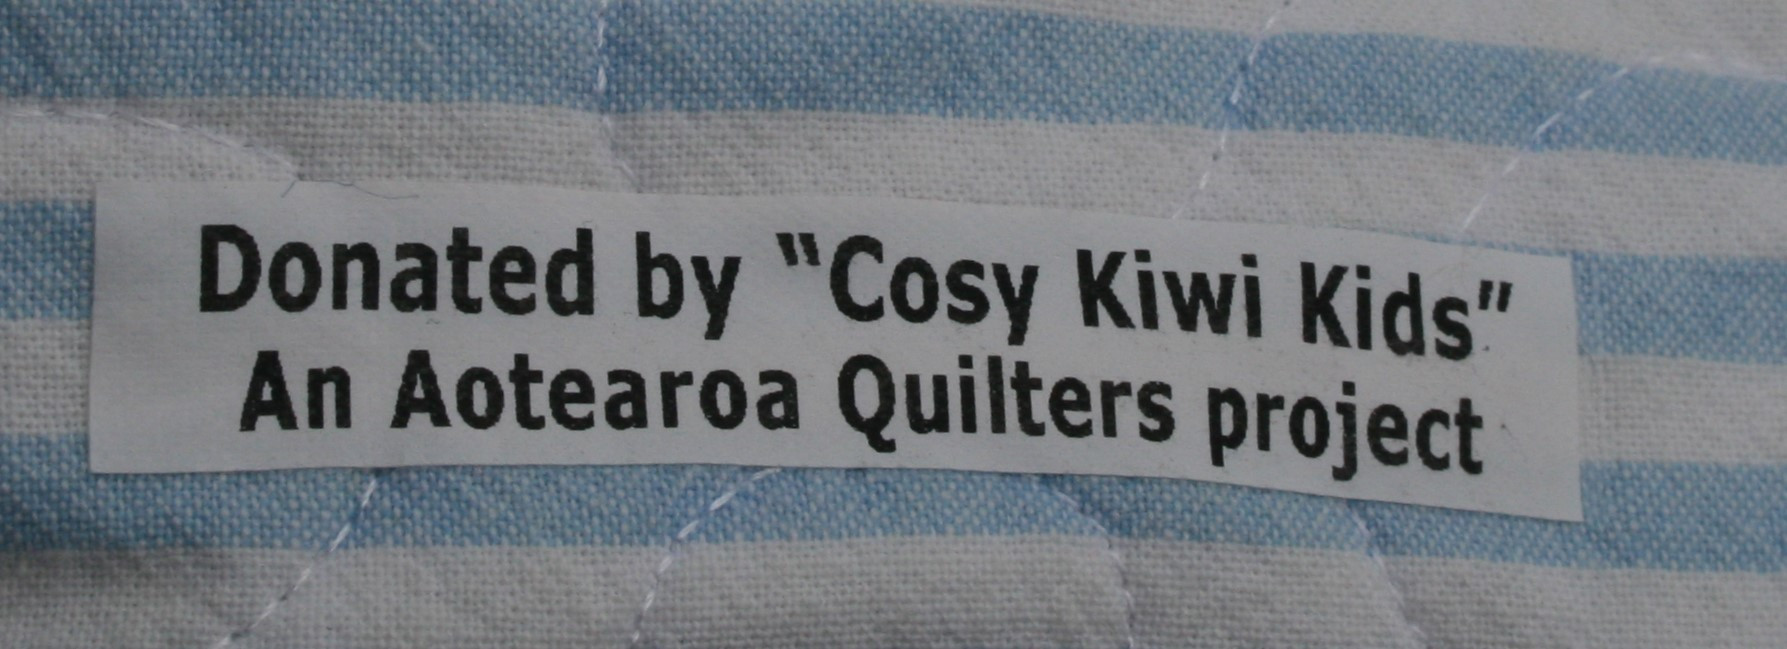 Donated by "Cosy Kiwi Kids"
An Aotearoa Quilters project